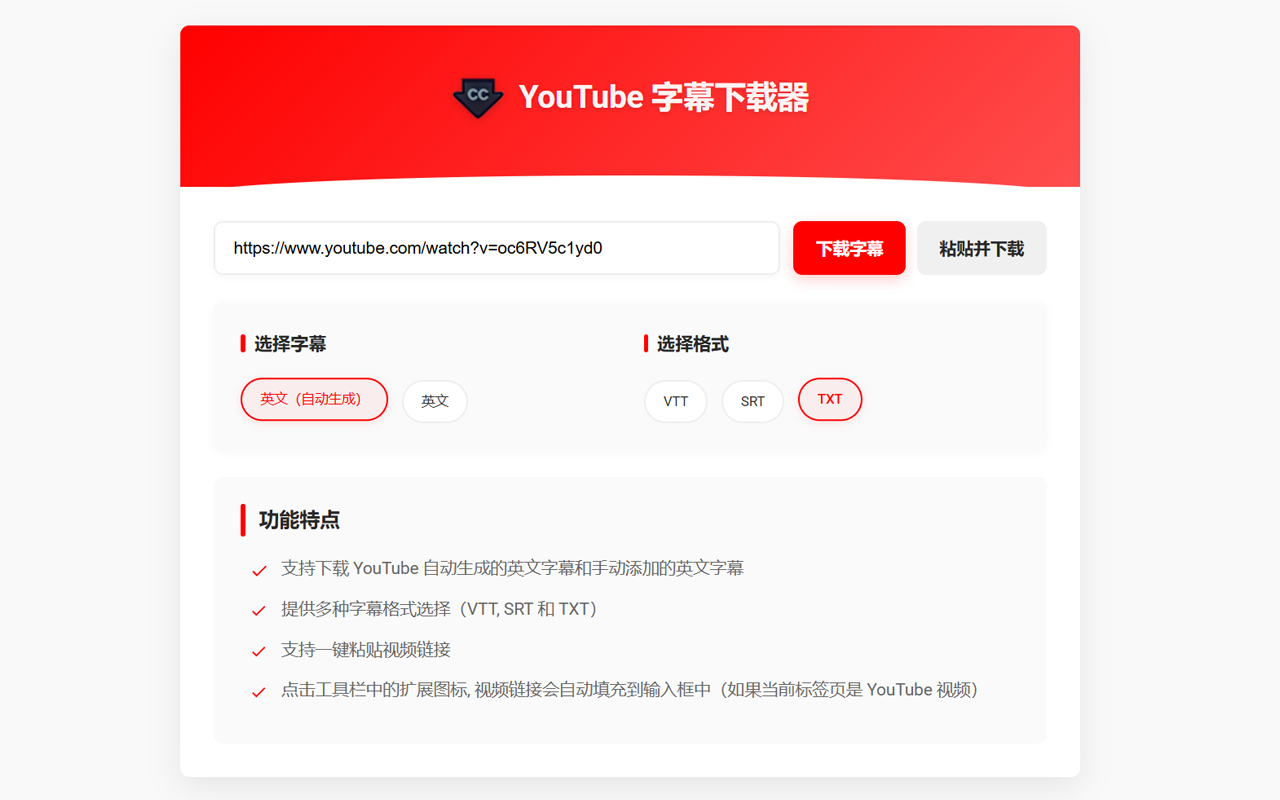 CC YouTube 字幕下载器
https://www.youtube.com/watch?v=oc6RV5c1yd0 下载字幕 粘贴并下载
选择字幕 选择格式
英文（自动生成） 英文 VTT SRT TXT
功能特点
支持下载 YouTube 自动生成的英文字幕和手动添加的英文字幕
提供多种字幕格式选择（VTT, SRT 和 TXT）
支持一键粘贴视频链接
点击工具栏中的扩展图标, 视频链接会自动填充到输入框中（如果当前标签页是 YouTube 视频）